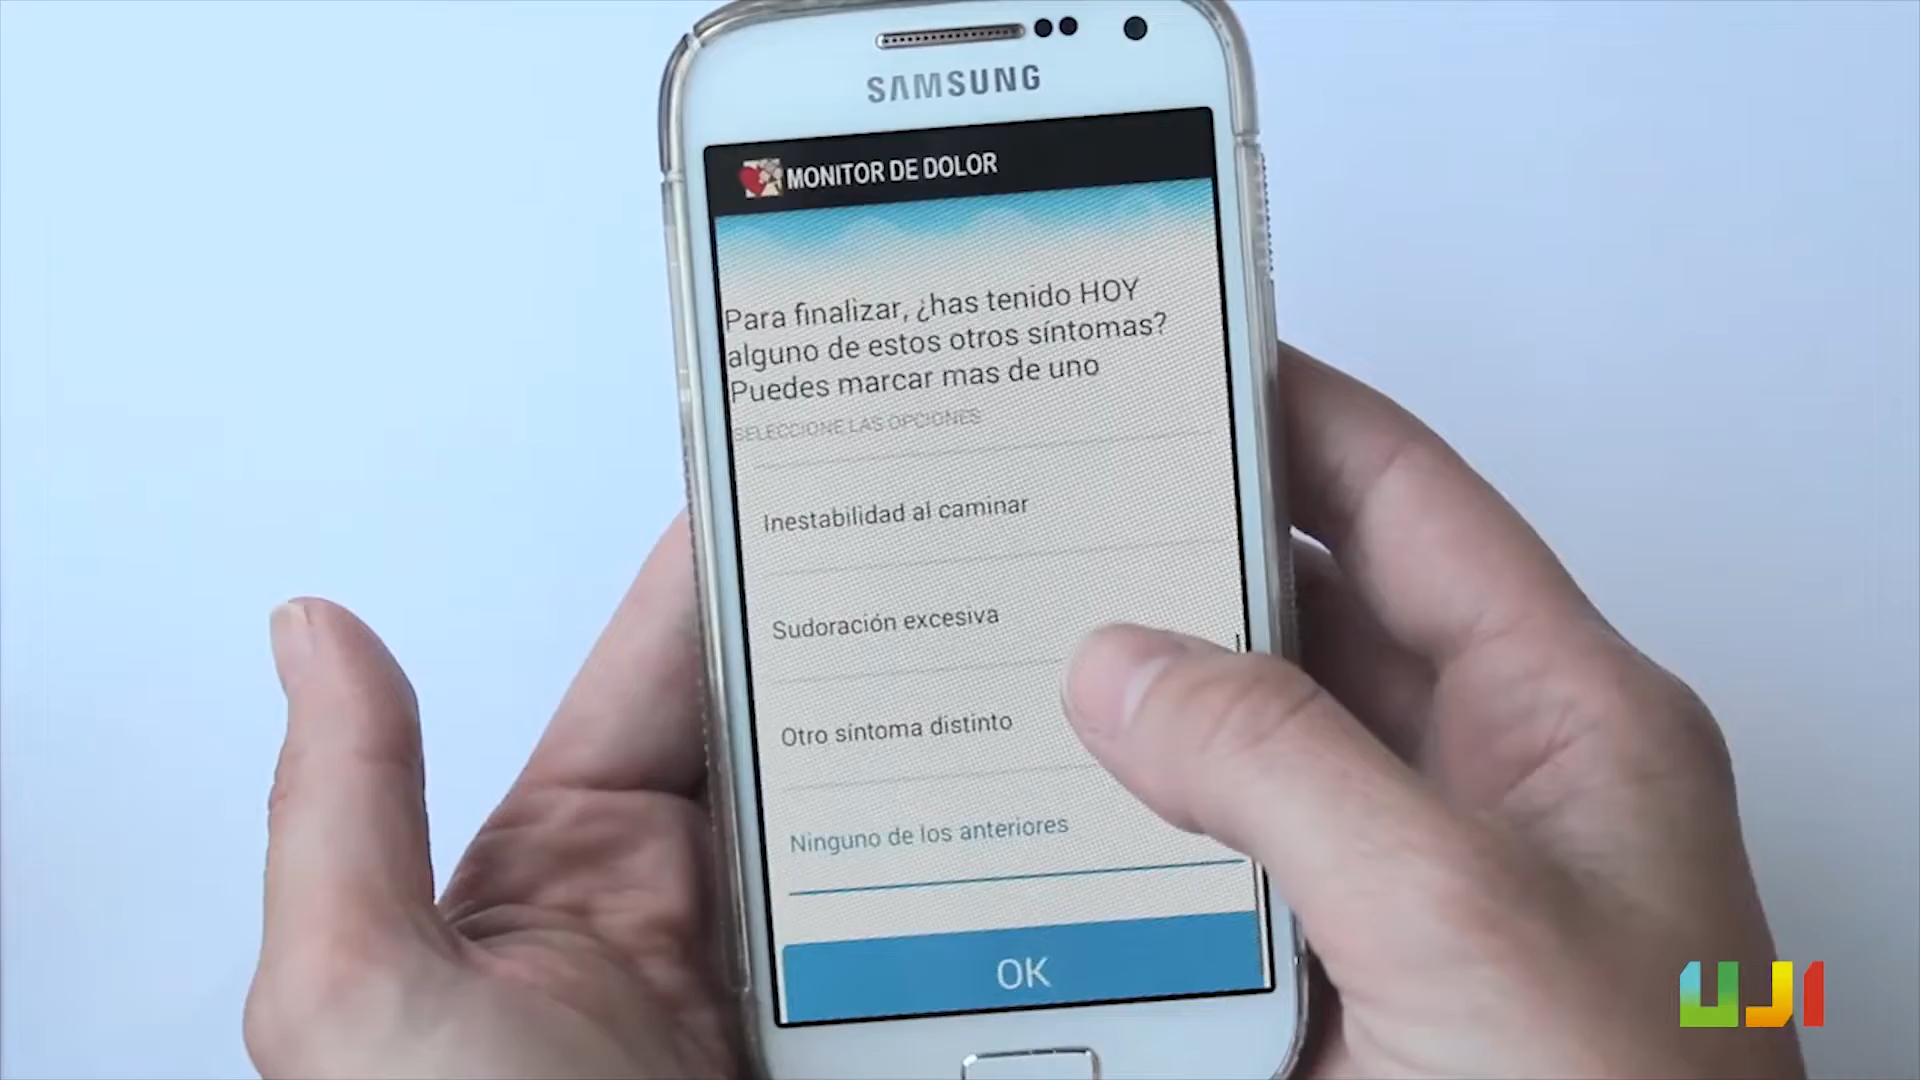 SAMSUNG
MONITOR DE DOLOR
Para finalizar, ¿has tenido HOY
alguno de estos otros síntomas?
Puedes marcar mas de uno
SELECCIONE LAS OPCIONES
Inestabilidad al caminar
Sudoración excesiva
Otro síntoma distinto
Ninguno de los anteriores
OK
UJI